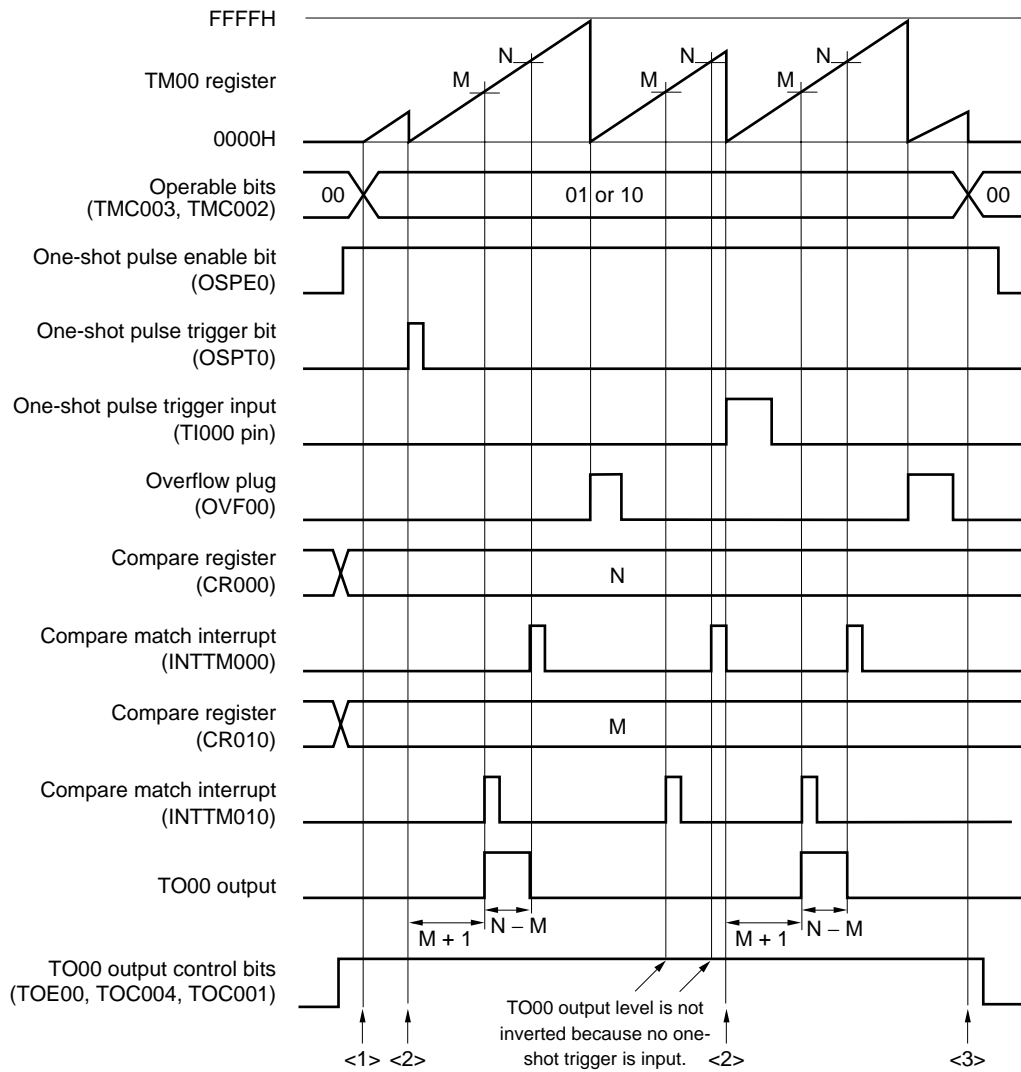 FFFFH
N
N
N
M
M
M
TM00 register
0000H
Operable bits
(TMC003, TMC002)
00
01 or 10
00
One-shot pulse enable bit
(OSPE0)
One-shot pulse trigger bit
(OSPT0)
One-shot pulse trigger input
(TI000 pin)
Overflow plug
(OVF00)
Compare register
(CR000)
N
Compare match interrupt
(INTTM000)
Compare register
(CR010)
M
Compare match interrupt
(INTTM010)
TO00 output
M + 1
N – M
M + 1
N – M
TO00 output control bits
(TOE00, TOC004, TOC001)
TO00 output level is not
inverted because no one-
shot trigger is input.
<1>
<2>
<2>
<3>